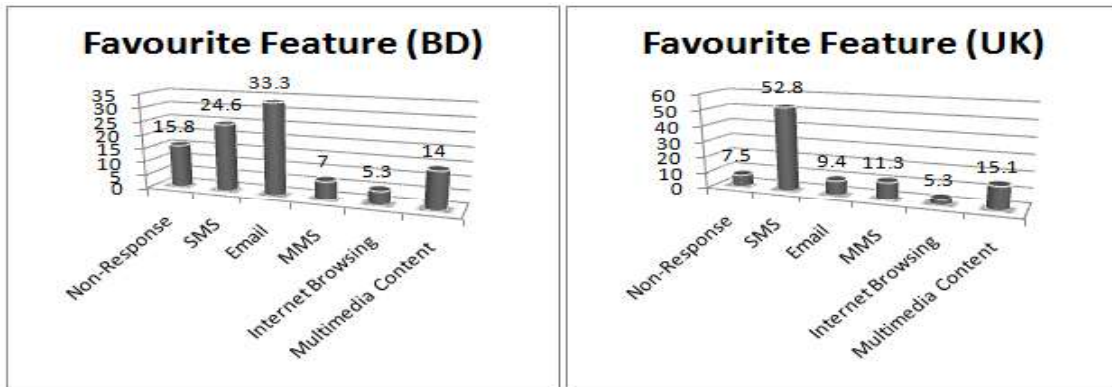 Favourite Feature (BD)
35
30
25
20
15
10
5
0
15.8
24.6
33.3
7
5.3
14
Non-Response
SMS
Email
MMS
Internet Browsing
Multimedia Content
Favourite Feature (UK)
60
50
40
30
20
10
0
7.5
52.8
9.4
11.3
5.3
15.1
Non-Response
SMS
Email
MMS
Internet Browsing
Multimedia Content